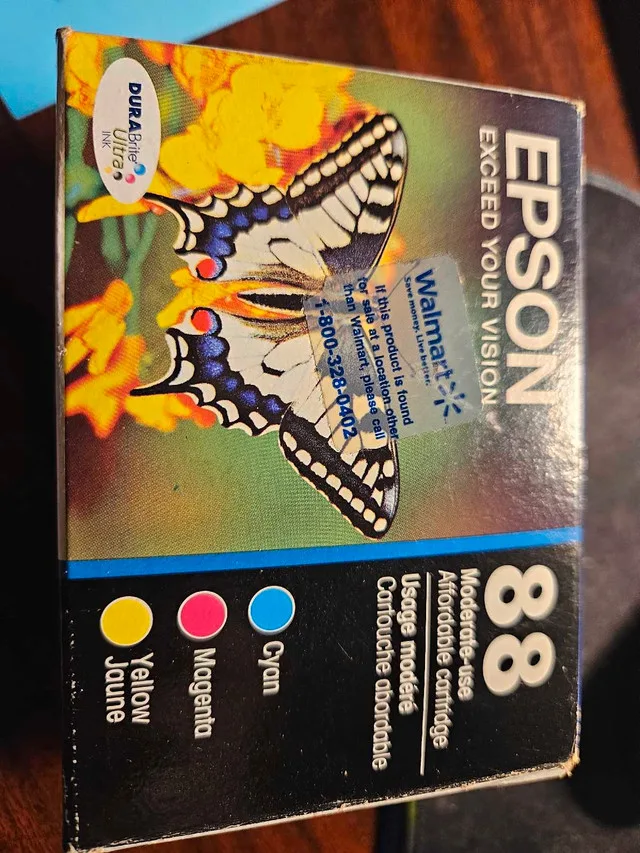 EPSON
EXCEED YOUR VISION
Walmart
Save money. Live better.
If this product is found
for sale at a location other
than Walmart, please call
1-800-328-0402
DURABrite
Ultra
INK
88
Moderate-use
Affordable cartridge
Usage modéré
Cartouche abordable
Cyan
Magenta
Yellow
Jaune